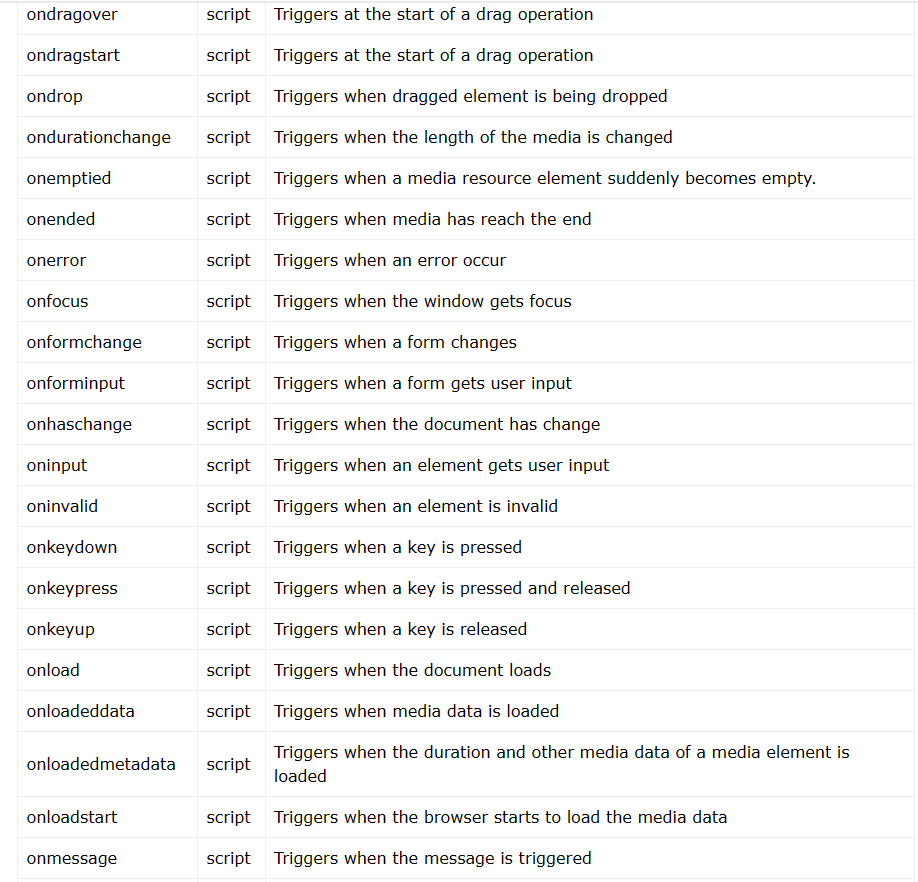 ondragover script Triggers at the start of a drag operation
ondragstart script Triggers at the start of a drag operation
ondrop script Triggers when dragged element is being dropped
ondurationchange script Triggers when the length of the media is changed
onemptied script Triggers when a media resource element suddenly becomes empty.
onended script Triggers when media has reach the end
onerror script Triggers when an error occur
onfocus script Triggers when the window gets focus
onformchange script Triggers when a form changes
onforminput script Triggers when a form gets user input
onhaschange script Triggers when the document has change
oninput script Triggers when an element gets user input
oninvalid script Triggers when an element is invalid
onkeydown script Triggers when a key is pressed
onkeypress script Triggers when a key is pressed and released
onkeyup script Triggers when a key is released
onload script Triggers when the document loads
onloadeddata script Triggers when media data is loaded
onloadedmetadata script Triggers when the duration and other media data of a media element is
loaded
onloadstart script Triggers when the browser starts to load the media data
onmessage script Triggers when the message is triggered